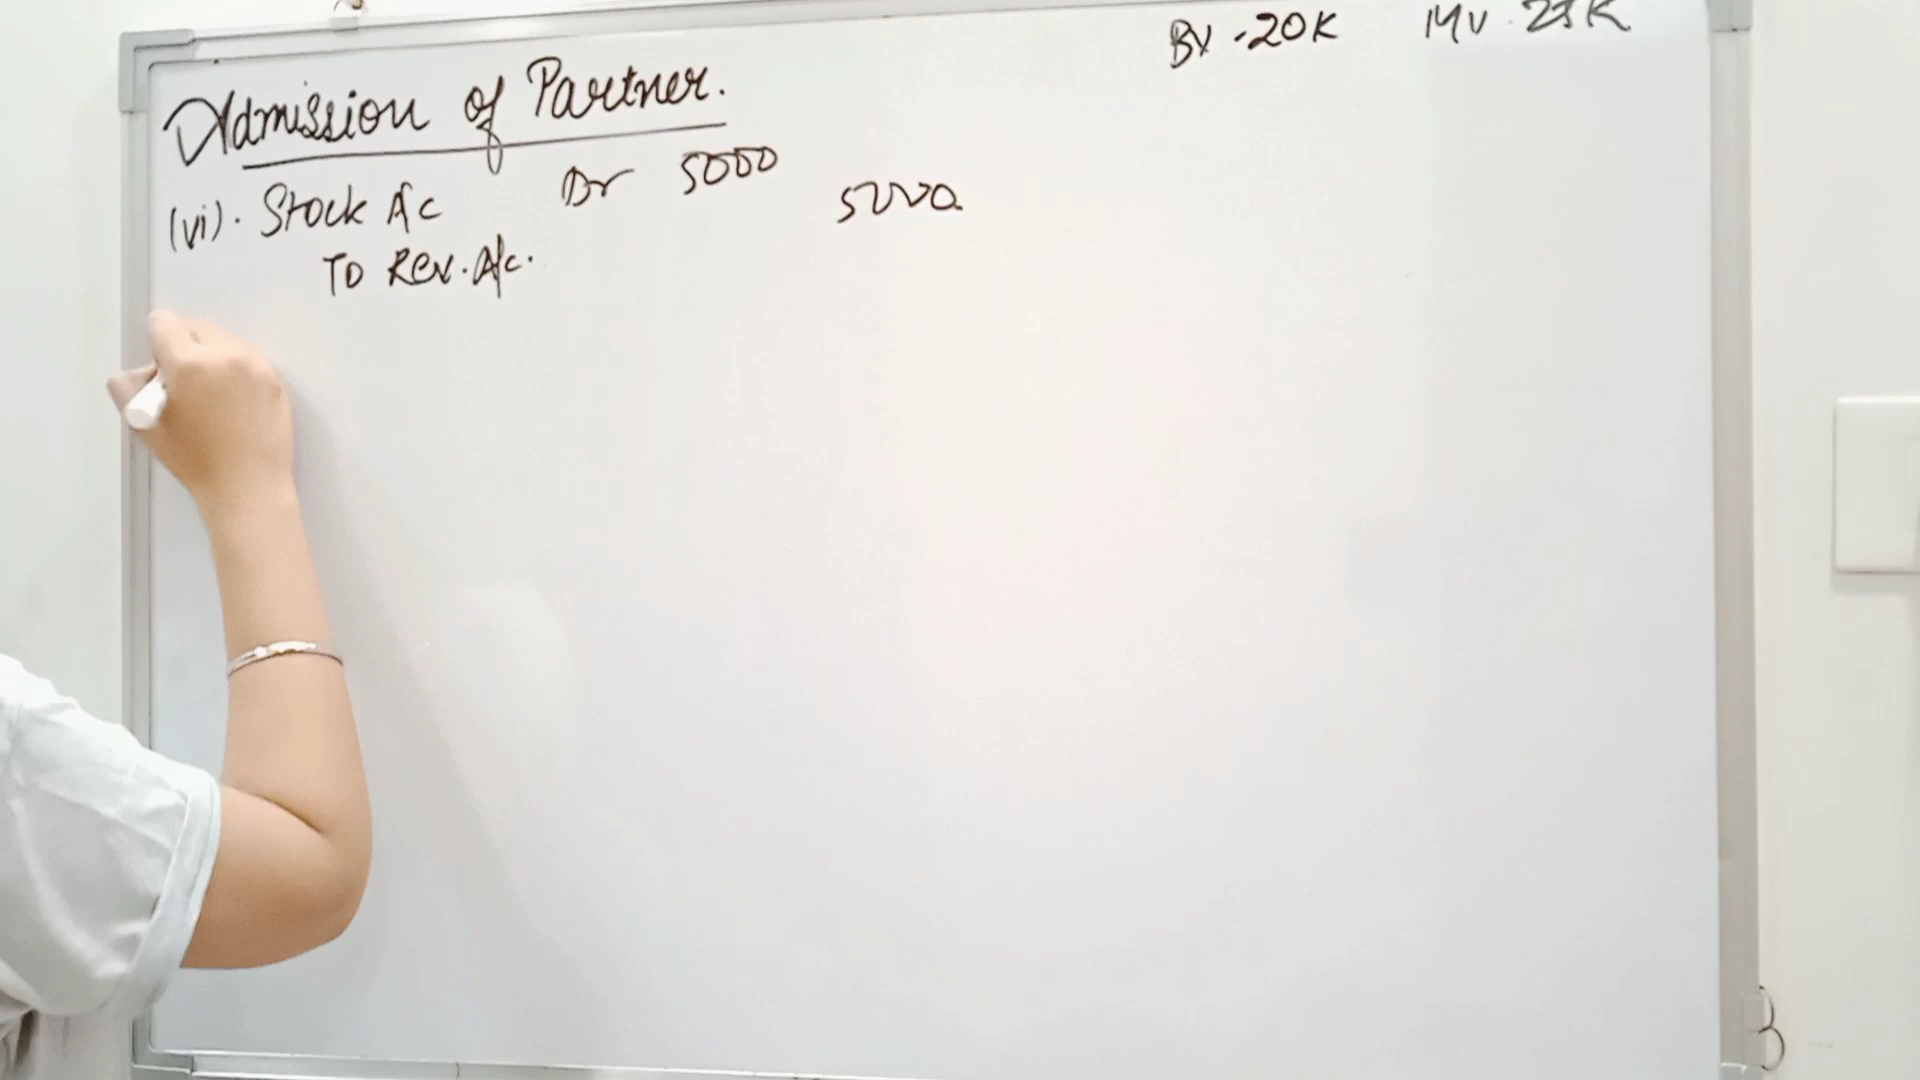 BV - 20K MV. 25K
Admission of Partner.
(vi). Stock A/c Dr 5000
To Rev. A/c. 5000